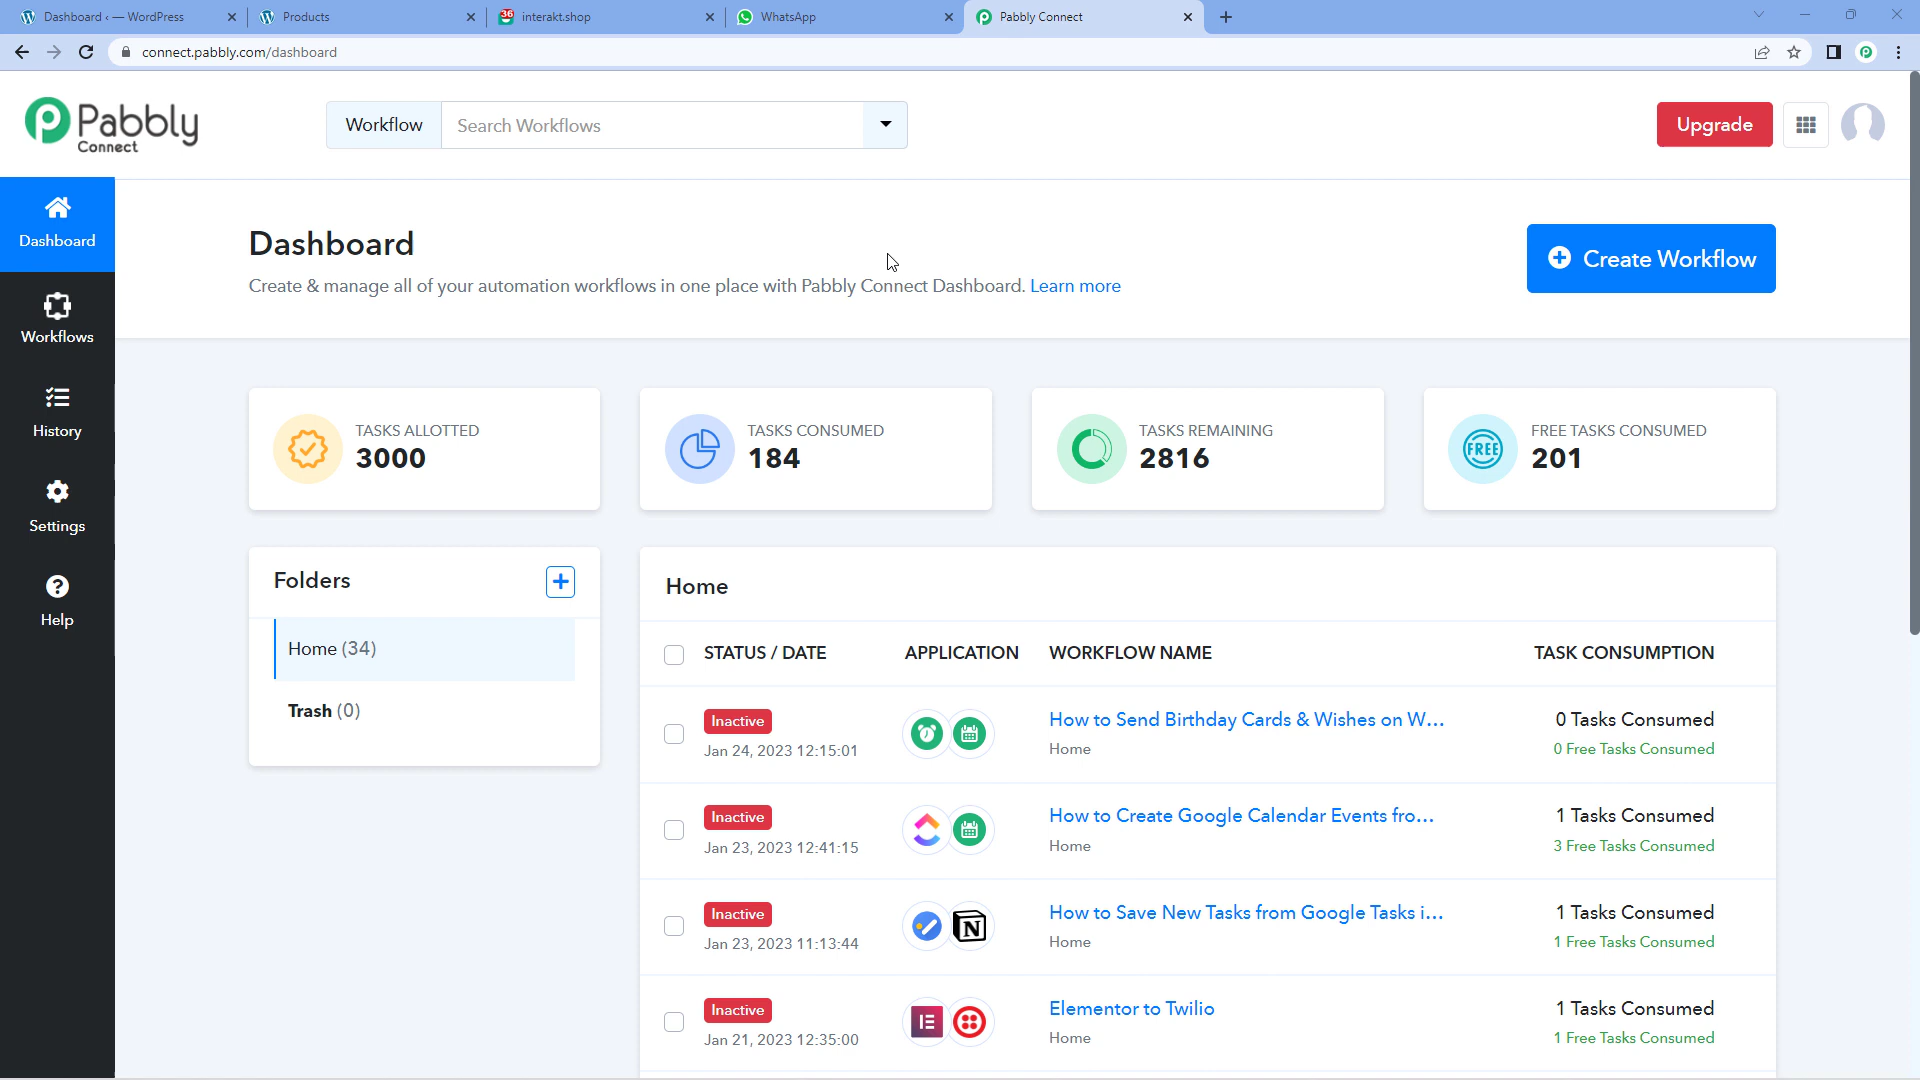 Dashboard ‹ — WordPress
Products
36
interakt.shop
WhatsApp
Pabbly Connect
connect.pabbly.com/dashboard
Pabbly
Connect
Workflow
Search Workflows
Upgrade
Dashboard
Workflows
History
Settings
Help
Dashboard
Create & manage all of your automation workflows in one place with Pabbly Connect Dashboard. Learn more
Create Workflow
TASKS ALLOTTED
3000
TASKS CONSUMED
184
TASKS REMAINING
2816
FREE
FREE TASKS CONSUMED
201
Folders
Home (34)
Trash (0)
Home
STATUS / DATE
APPLICATION
WORKFLOW NAME
TASK CONSUMPTION
Inactive
Jan 24, 2023 12:15:01
How to Send Birthday Cards & Wishes on W...
Home
0 Tasks Consumed
0 Free Tasks Consumed
Inactive
Jan 23, 2023 12:41:15
How to Create Google Calendar Events fro...
Home
1 Tasks Consumed
3 Free Tasks Consumed
Inactive
Jan 23, 2023 11:13:44
How to Save New Tasks from Google Tasks i...
Home
1 Tasks Consumed
1 Free Tasks Consumed
Inactive
Jan 21, 2023 12:35:00
Elementor to Twilio
Home
1 Tasks Consumed
1 Free Tasks Consumed